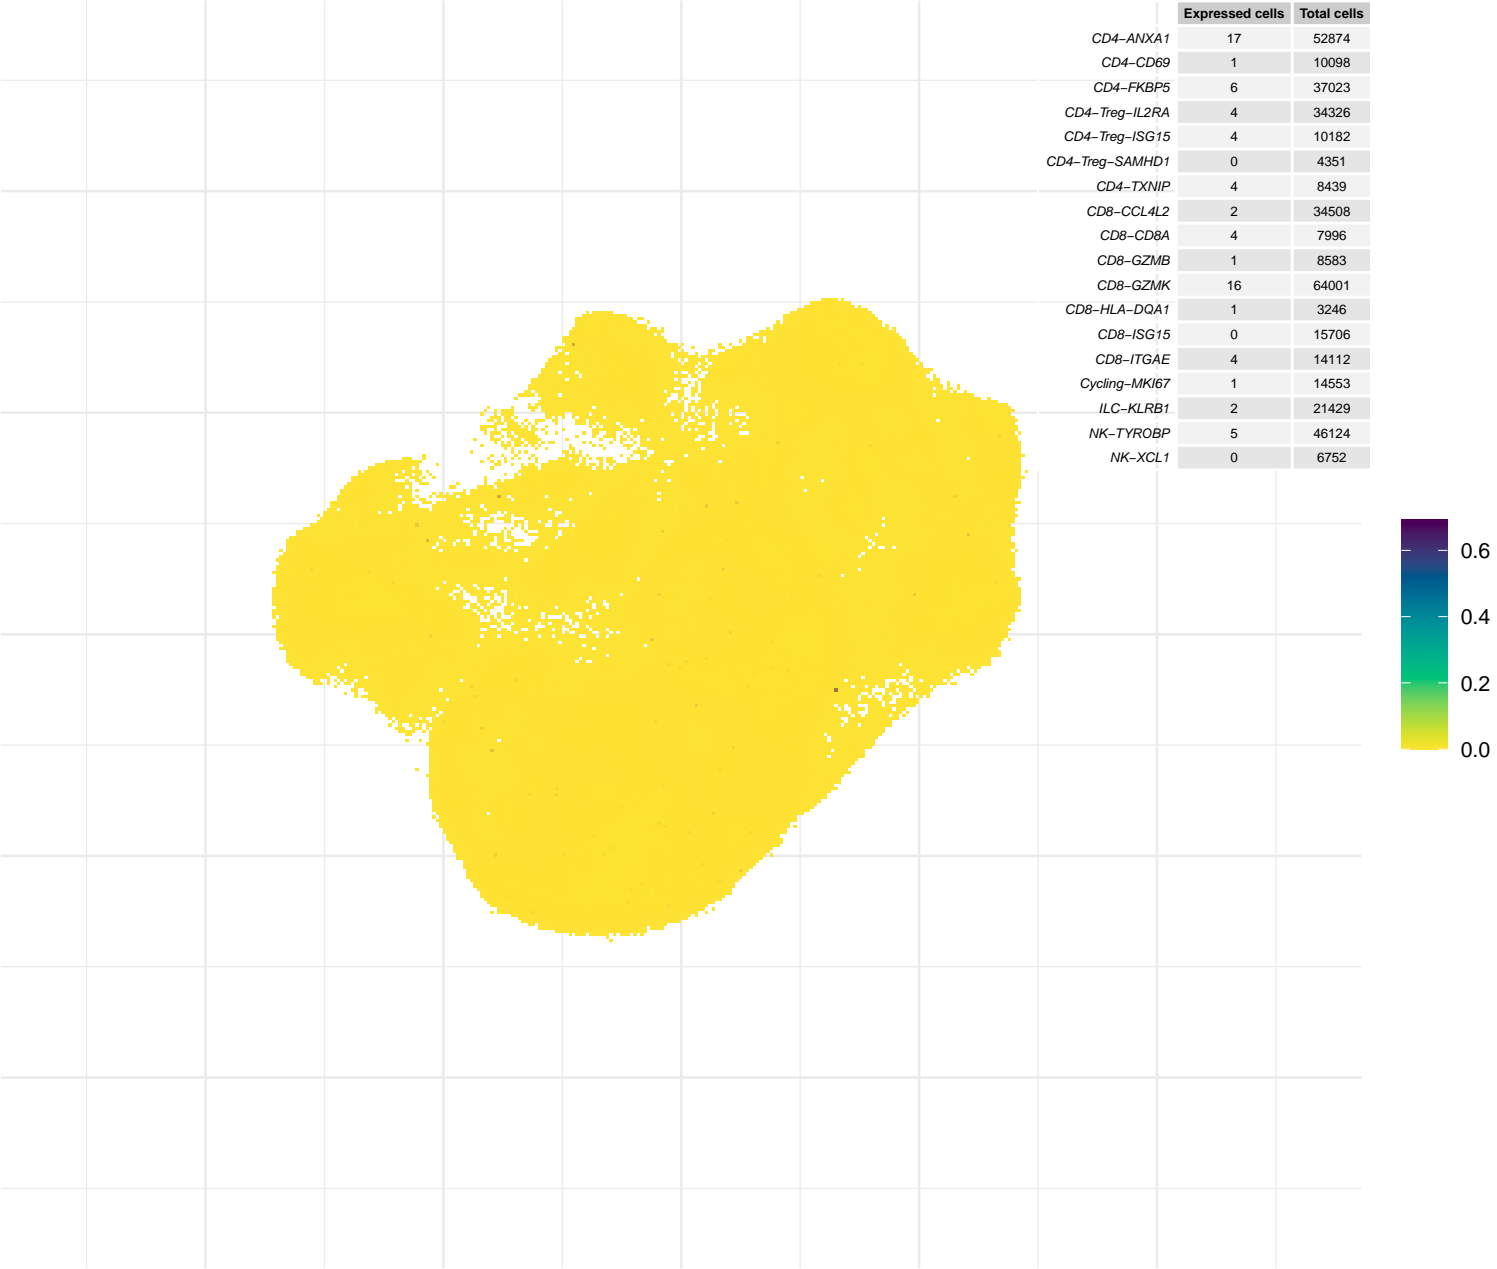 Expressed cells Total cells
CD4−ANXA1 17 52874
CD4−CD69 1 10098
CD4−FKBP5 6 37023
CD4−Treg−IL2RA 4 34326
CD4−Treg−ISG15 4 10182
CD4−Treg−SAMHD1 0 4351
CD4−TXNIP 4 8439
CD8−CCL4L2 2 34508
CD8−CD8A 4 7996
CD8−GZMB 1 8583
CD8−GZMK 16 64001
CD8−HLA−DQA1 1 3246
CD8−ISG15 0 15706
CD8−ITGAE 4 14112
Cycling−MKI67 1 14553
ILC−KLRB1 2 21429
NK−TYROBP 5 46124
NK−XCL1 0 6752
0.6
0.4
0.2
0.0